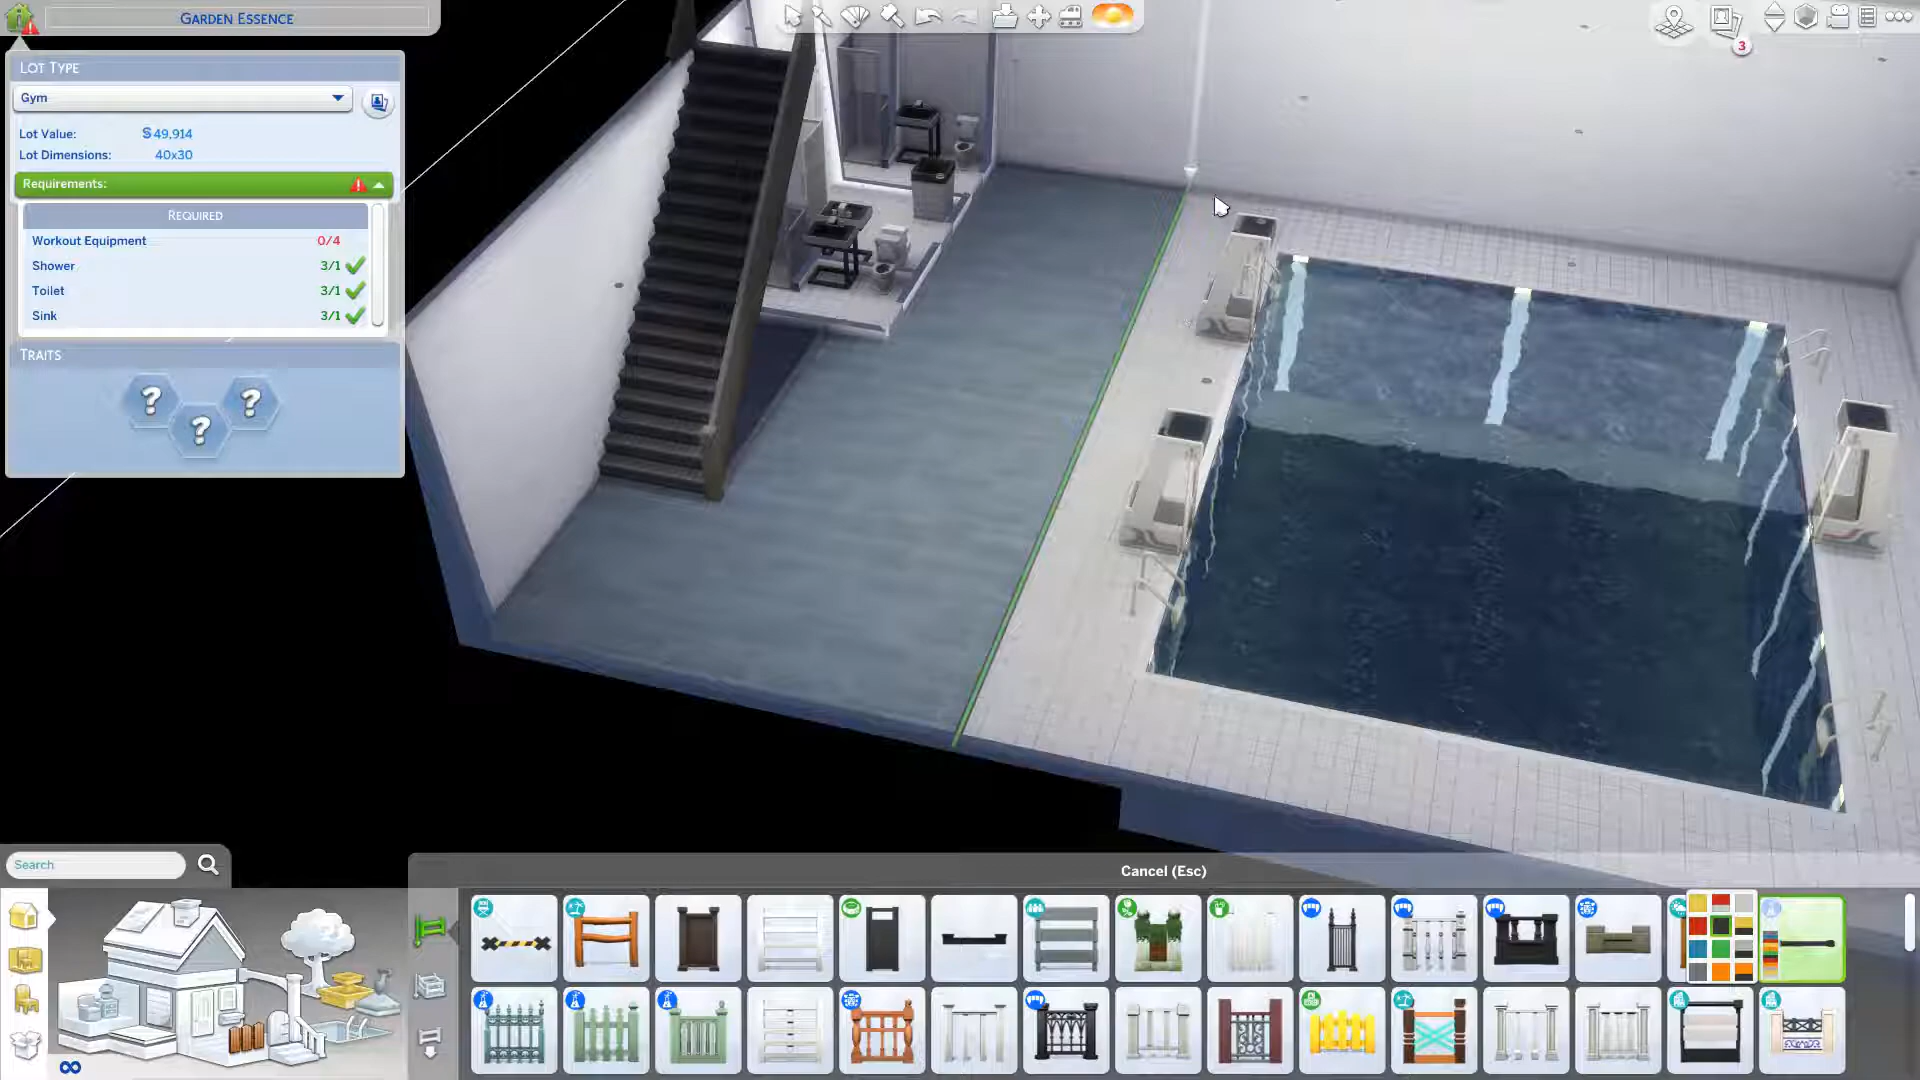 GARDEN ESSENCE
3
LOT TYPE
Gym
Lot Value: §49,914
Lot Dimensions: 40x30
Requirements:
REQUIRED
Workout Equipment 0/4
Shower 3/1
Toilet 3/1
Sink 3/1
TRAITS
? ? ?
Search
Cancel (Esc)